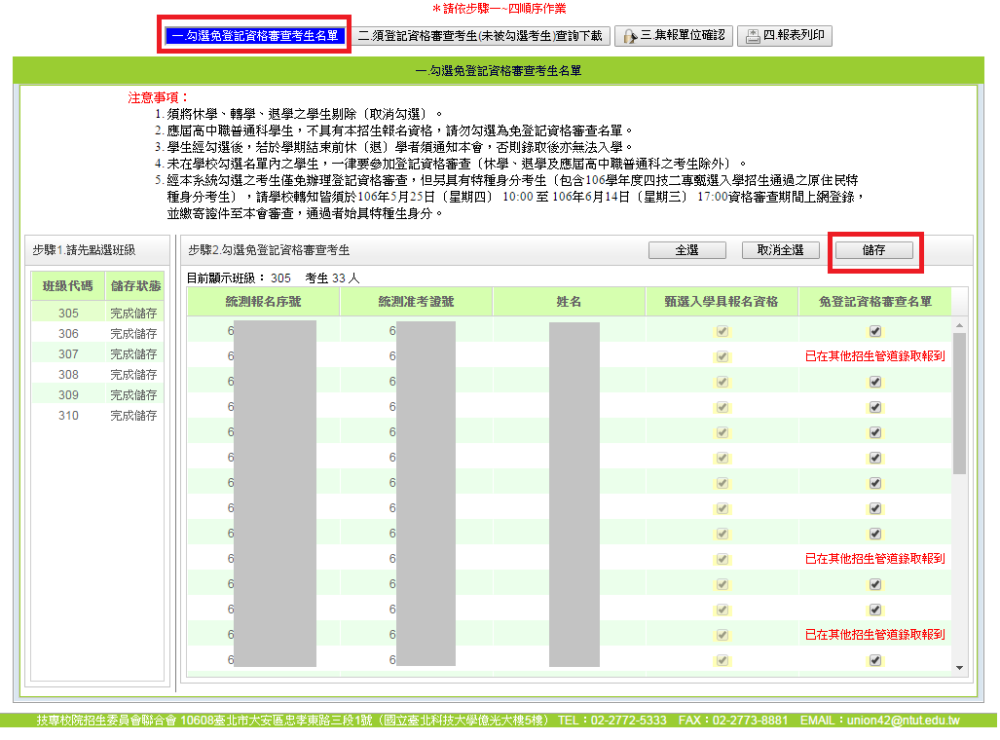 ＊請依步驟一~四順序作業
一.勾選免登記資格審查考生名單 二.須登記資格審查考生(未被勾選考生)查詢下載 三.集報單位確認 四.報表列印
一.勾選免登記資格審查考生名單
注意事項：
1. 須將休學、轉學、退學之學生剔除〔取消勾選〕。
2. 應屆高中職普通科學生，不具有本招生報名資格，請勿勾選為免登記資格審查名單。
3. 學生經勾選後，若於學期結束前休〔退〕學者須通知本會，否則錄取後亦無法入學。
4. 未在學校勾選名單內之學生，一律要參加登記資格審查〔休學、退學及應屆高中職普通科之考生除外〕。
5. 經本系統勾選之考生僅免辦理登記資格審查，但另具有特種身分考生〔包含106學年度四技二專甄選入學招生通過之原住民特
種身分考生〕，請學校轉知皆須於106年5月25日〔星期四〕 10:00 至 106年6月14日〔星期三〕 17:00資格審查期間上網登錄，
並繳寄證件至本會審查，通過者始具特種生身分。
步驟1.請先點選班級
班級代碼 儲存狀態
305 完成儲存
306 完成儲存
307 完成儲存
308 完成儲存
309 完成儲存
310 完成儲存
步驟2.勾選免登記資格審查考生 全選 取消全選 儲存
目前顯示班級： 305 考生 33 人
統測報名序號 統測准考證號 姓名 甄選入學具報名資格 免登記資格審查名單
6 6
6 6 已在其他招生管道錄取報到
6 6
6 6
6 6
6 6
6 6
6 6
6 6
6 6 已在其他招生管道錄取報到
6 6
6 6
6 6 已在其他招生管道錄取報到
6 6
技專校院招生委員會聯合會 10608臺北市大安區忠孝東路三段1號（國立臺北科技大學億光大樓5樓） TEL：02-2772-5333 FAX：02-2773-8881 EMAIL：union42@ntut.edu.tw